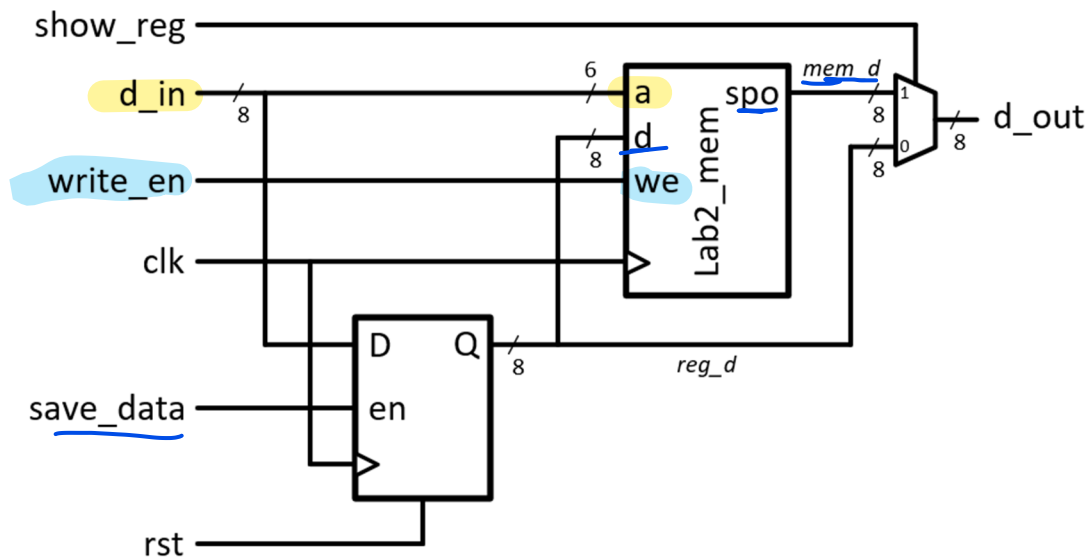 show_reg
d_in
8
6
a
spo
mem_d
8
1
d_out
8
d
8
0
8
write_en
we
Lab2_mem
clk
D
Q
8
reg_d
save_data
en
rst